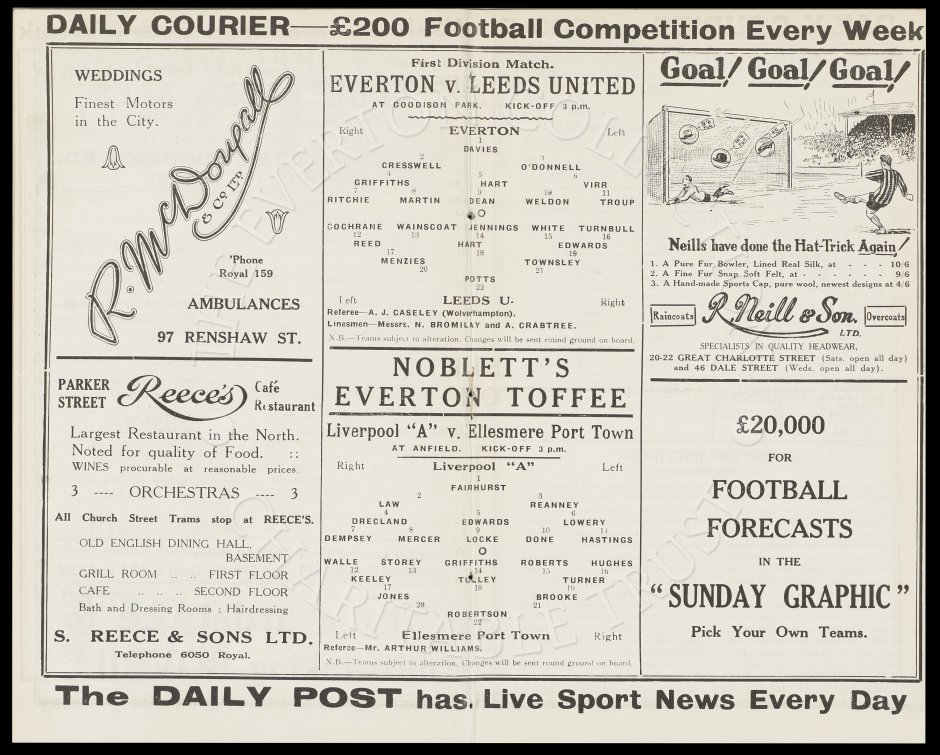 DAILY COURIER—£200 Football Competition Every Week
WEDDINGS
Finest Motors
in the City.
R. McDougall
& Co LTD
'Phone
Royal 159
AMBULANCES
97 RENSHAW ST.
PARKER
STREET
Reece's
Café
Restaurant
Largest Restaurant in the North.
Noted for quality of Food. ::
WINES procurable at reasonable prices.
3 ---- ORCHESTRAS ---- 3
All Church Street Trams stop at REECE'S.
OLD ENGLISH DINING HALL,
BASEMENT
GRILL ROOM .. .. FIRST FLOOR
CAFE .. .. .. SECOND FLOOR
Bath and Dressing Rooms : Hairdressing
S. REECE & SONS LTD.
Telephone 6050 Royal.
First Division Match.
EVERTON v. LEEDS UNITED
AT GOODISON PARK. KICK-OFF 3 p.m.
Right EVERTON Left
1
DAVIES
2 3
CRESSWELL O'DONNELL
4 5 6
GRIFFITHS HART VIRR
7 8 9 10 11
RITCHIE MARTIN DEAN WELDON TROUP
O
COCHRANE WAINSCOAT JENNINGS WHITE TURNBULL
12 13 14 15 16
REED HART EDWARDS
17 18 19
MENZIES TOWNSLEY
20 21
POTTS
22
Left LEEDS U. Right
Referee—A. J. CASELEY (Wolverhampton).
Linesmen—Messrs. N. BROMILAY and A. CRABTREE.
N.B.—Teams subject to alteration. Changes will be sent round ground on board.
NOBLETT'S
EVERTON TOFFEE
Liverpool "A" v. Ellesmere Port Town
AT ANFIELD. KICK-OFF 3 p.m.
Right Liverpool "A" Left
1
FAIRHURST
2 3
LAW REANNEY
4 5 6
DRECLAND EDWARDS LOWERY
7 8 9 10 11
DEMPSEY MERCER LOCKE DONE HASTINGS
O
WALLE STOREY GRIFFITHS ROBERTS HUGHES
12 13 14 15 16
KEELEY TOLLEY TURNER
17 18 19
JONES BROOKE
20 21
ROBERTSON
22
Left Ellesmere Port Town Right
Referee—Mr. ARTHUR WILLIAMS.
N.B.—Teams subject to alteration. Changes will be sent round ground on board.
Goal! Goal! Goal!
Neills have done the Hat-Trick Again!
1. A Pure Fur Bowler, Lined Real Silk, at - - - 10/6
2. A Fine Fur Snap Soft Felt, at - - - - - 9/6
3. A Hand-made Sports Cap, pure wool, newest designs at 4/6
Raincoats R. Neill & Son. LTD. Overcoats
SPECIALISTS IN QUALITY HEADWEAR.
20-22 GREAT CHARLOTTE STREET (Sats. open all day)
and 46 DALE STREET (Weds. open all day).
£20,000
FOR
FOOTBALL
FORECASTS
IN THE
"SUNDAY GRAPHIC"
Pick Your Own Teams.
The DAILY POST has Live Sport News Every Day